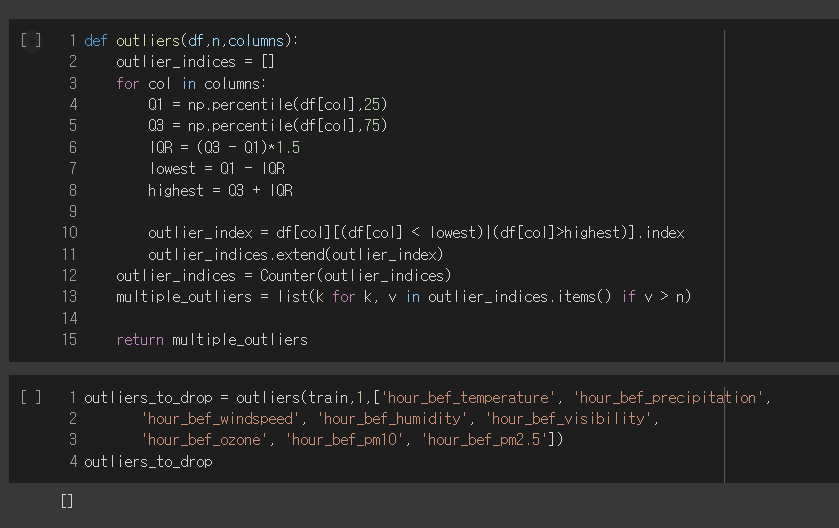 [ ] 1 def outliers(df,n,columns):
2     outlier_indices = []
3     for col in columns:
4         Q1 = np.percentile(df[col],25)
5         Q3 = np.percentile(df[col],75)
6         IQR = (Q3 - Q1)*1.5
7         lowest = Q1 - IQR
8         highest = Q3 + IQR
9
10         outlier_index = df[col][(df[col] < lowest)|(df[col]>highest)].index
11         outlier_indices.extend(outlier_index)
12     outlier_indices = Counter(outlier_indices)
13     multiple_outliers = list(k for k, v in outlier_indices.items() if v > n)
14
15     return multiple_outliers
[ ] 1 outliers_to_drop = outliers(train,1,['hour_bef_temperature', 'hour_bef_precipitation',
2        'hour_bef_windspeed', 'hour_bef_humidity', 'hour_bef_visibility',
3        'hour_bef_ozone', 'hour_bef_pm10', 'hour_bef_pm2.5'])
4 outliers_to_drop
[]